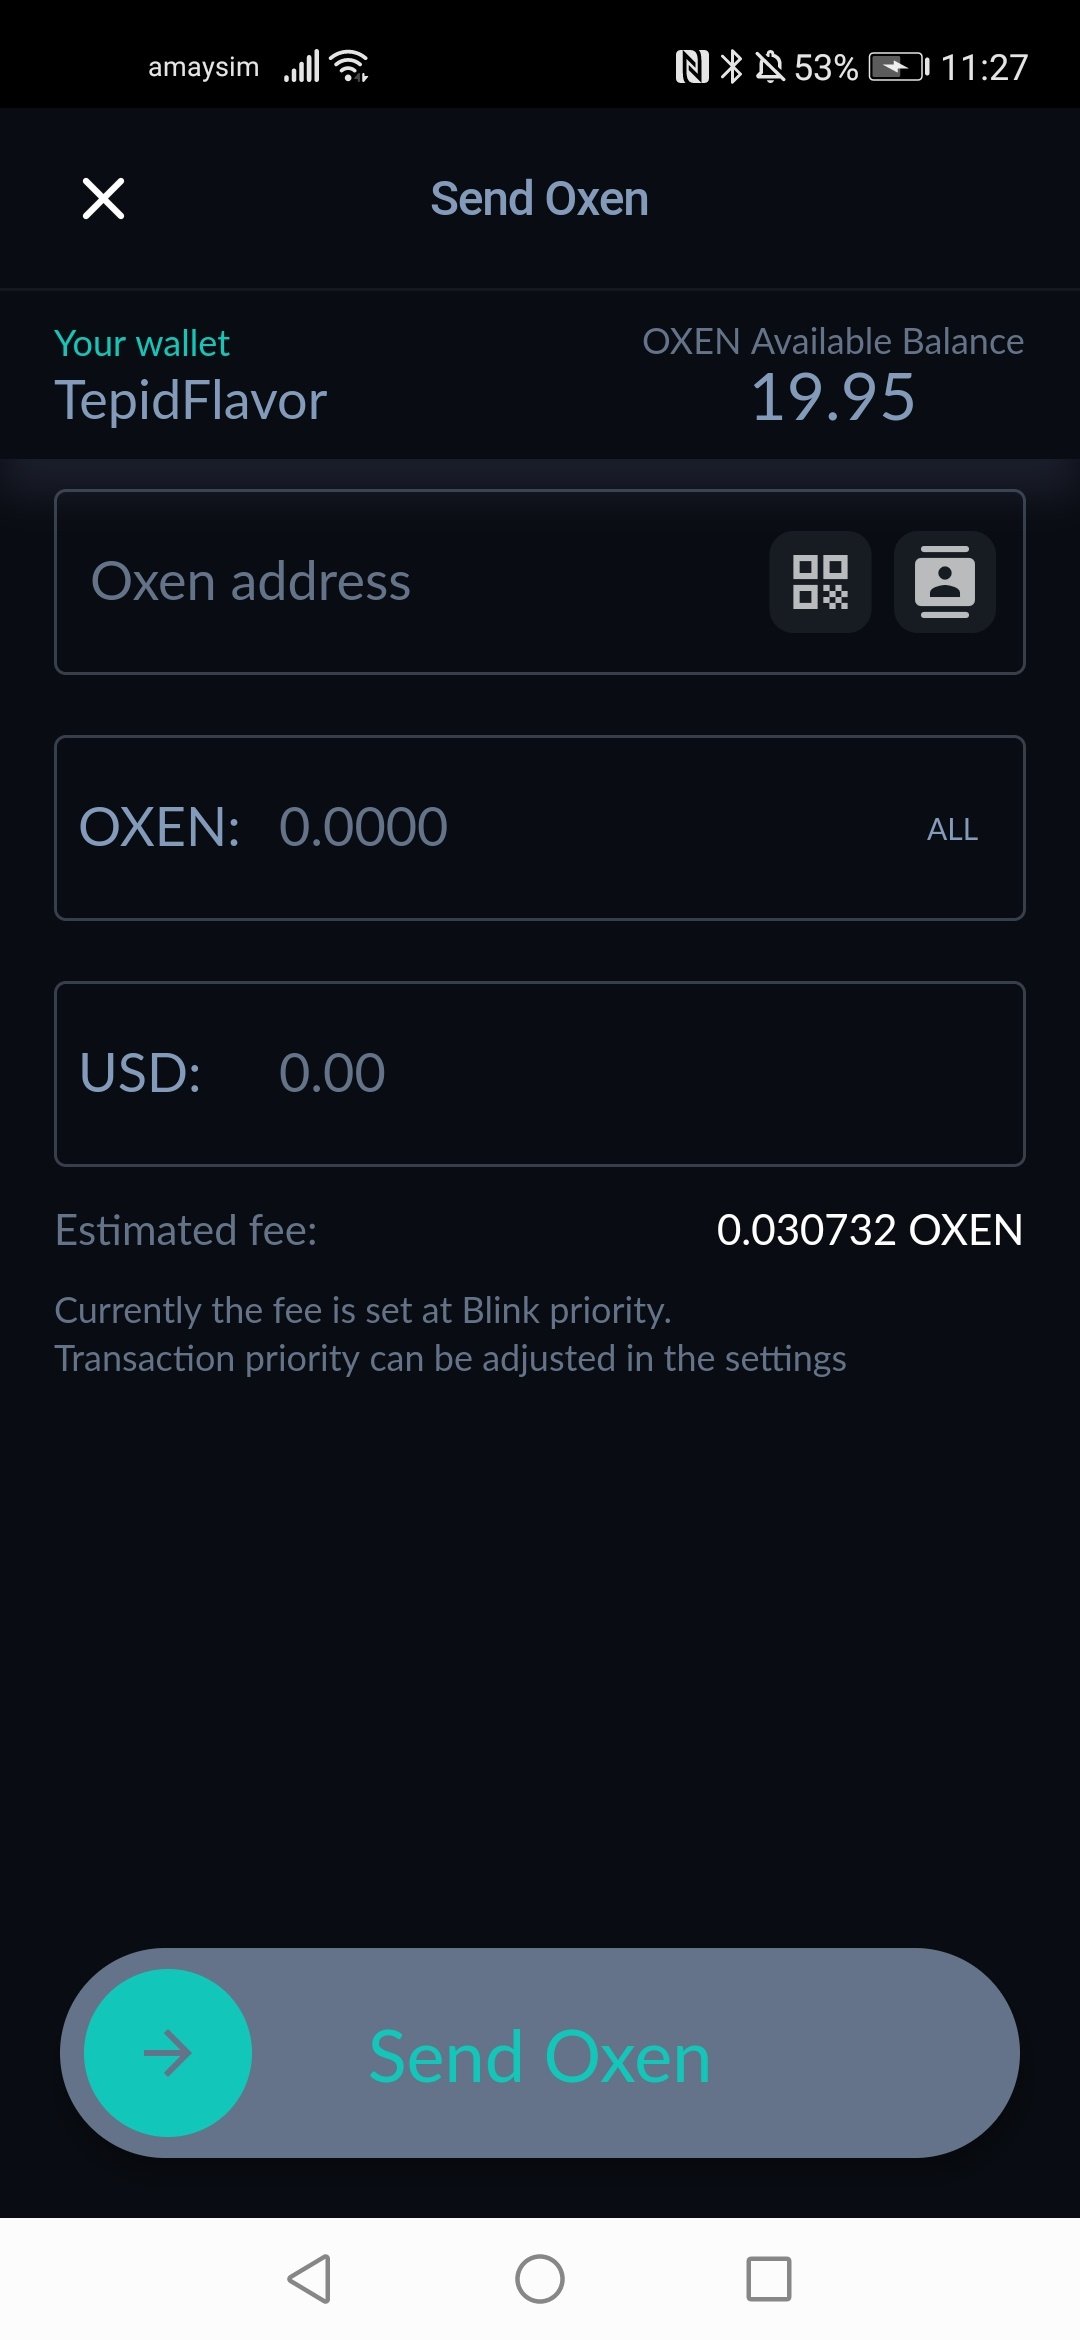 amaysim 53% 11:27
Send Oxen
Your wallet OXEN Available Balance
TepidFlavor 19.95
Oxen address
OXEN: 0.0000 ALL
USD: 0.00
Estimated fee: 0.030732 OXEN
Currently the fee is set at Blink priority.
Transaction priority can be adjusted in the settings
Send Oxen